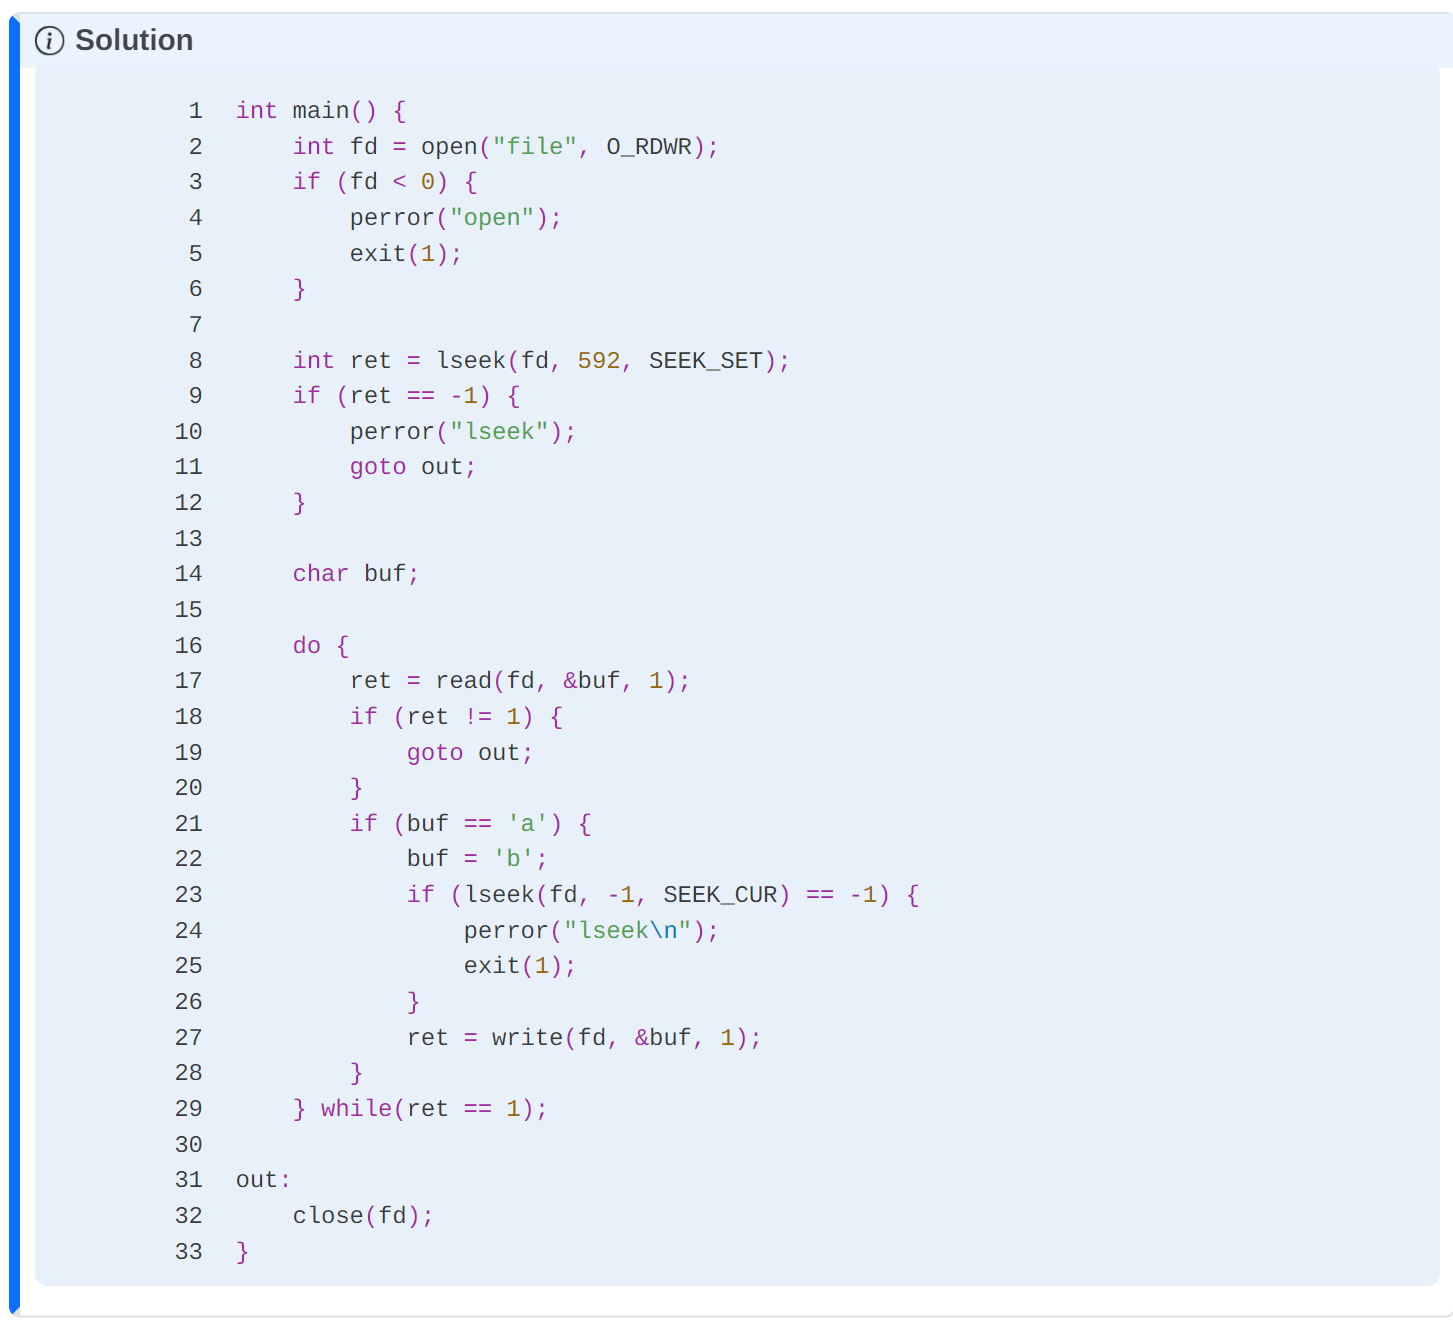 Solution
1 int main() {
2     int fd = open("file", O_RDWR);
3     if (fd < 0) {
4         perror("open");
5         exit(1);
6     }
7
8     int ret = lseek(fd, 592, SEEK_SET);
9     if (ret == -1) {
10         perror("lseek");
11         goto out;
12     }
13
14     char buf;
15
16     do {
17         ret = read(fd, &buf, 1);
18         if (ret != 1) {
19             goto out;
20         }
21         if (buf == 'a') {
22             buf = 'b';
23             if (lseek(fd, -1, SEEK_CUR) == -1) {
24                 perror("lseek\n");
25                 exit(1);
26             }
27             ret = write(fd, &buf, 1);
28         }
29     } while(ret == 1);
30
31 out:
32     close(fd);
33 }